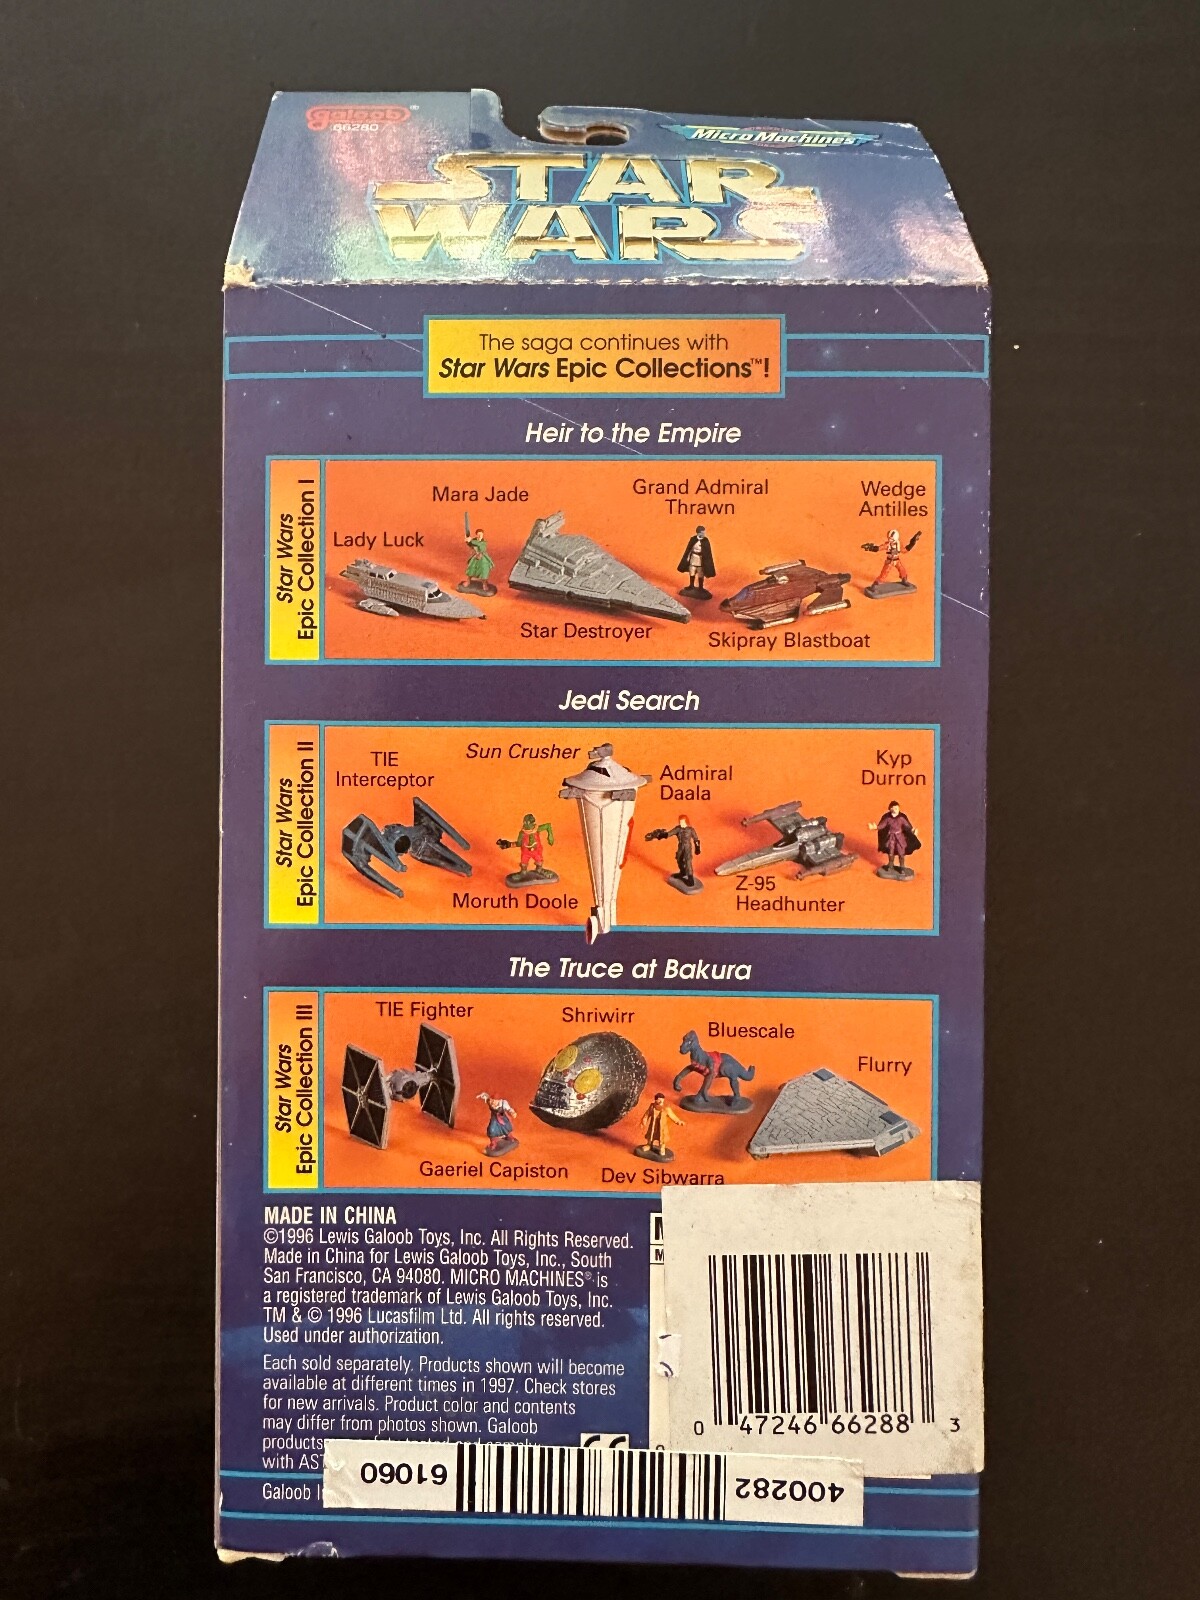 galoob®
66280
MicroMachines
STAR
WARS™
The saga continues with
Star Wars Epic Collections™!
Heir to the Empire
Star Wars
Epic Collection I
Lady Luck
Mara Jade
Star Destroyer
Grand Admiral
Thrawn
Skipray Blastboat
Wedge
Antilles
Jedi Search
Star Wars
Epic Collection II
TIE
Interceptor
Sun Crusher
Moruth Doole
Admiral
Daala
Z-95
Headhunter
Kyp
Durron
The Truce at Bakura
Star Wars
Epic Collection III
TIE Fighter
Gaeriel Capiston
Shriwirr
Dev Sibwarra
Bluescale
Flurry
MADE IN CHINA
©1996 Lewis Galoob Toys, Inc. All Rights Reserved.
Made in China for Lewis Galoob Toys, Inc., South
San Francisco, CA 94080. MICRO MACHINES® is
a registered trademark of Lewis Galoob Toys, Inc.
TM & © 1996 Lucasfilm Ltd. All rights reserved.
Used under authorization.
Each sold separately. Products shown will become
available at different times in 1997. Check stores
for new arrivals. Product color and contents
may differ from photos shown. Galoob
products
with AST
Galoob
CE
0 47246 66288 3
400282 61060